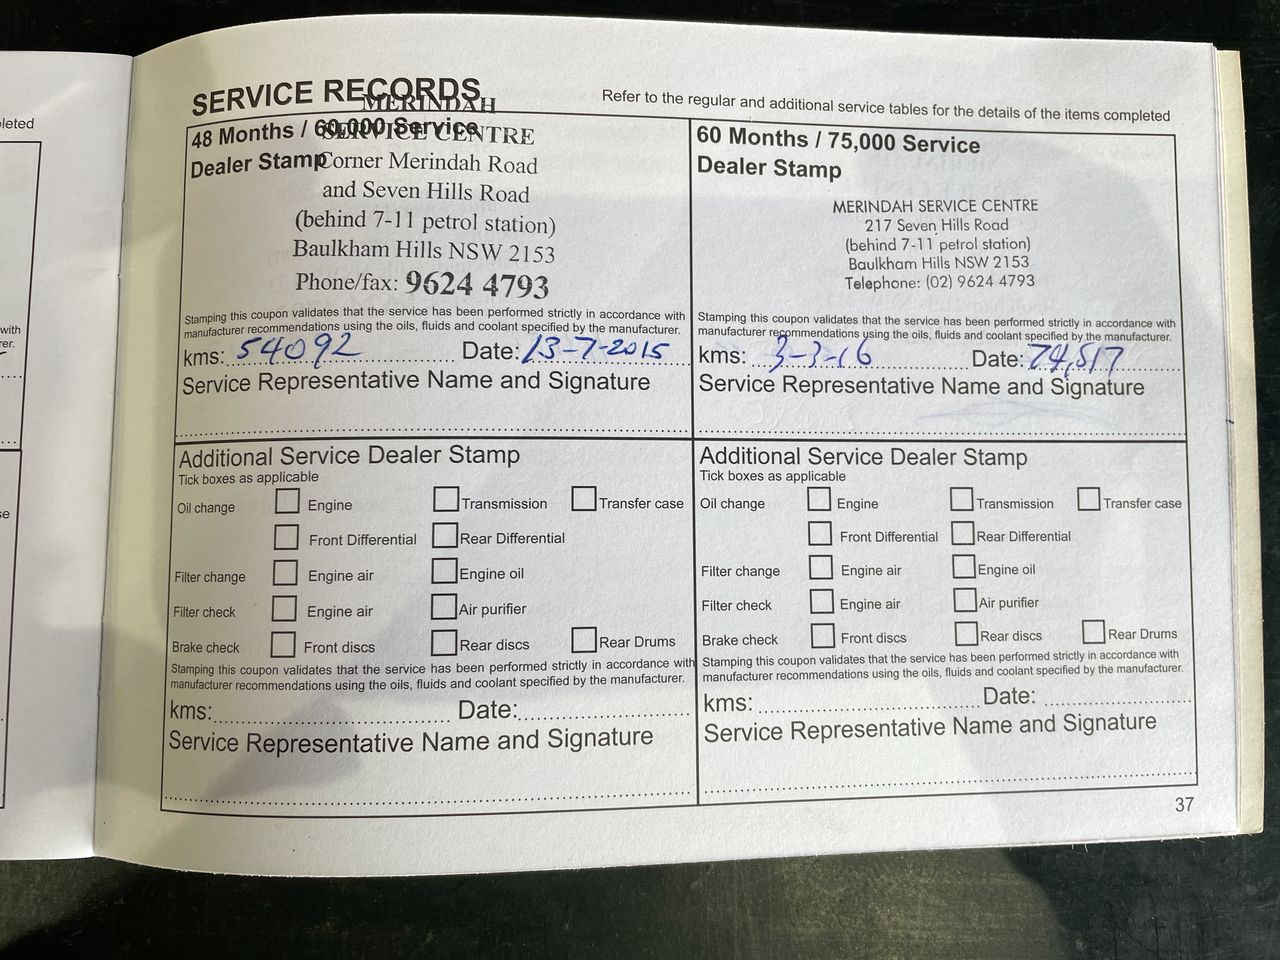 leted
with
rer.
se
SERVICE RECORDS
Refer to the regular and additional service tables for the details of the items completed
48 Months / 60,000 Service
Dealer Stamp
MERINDAH
SERVICE CENTRE
Corner Merindah Road
and Seven Hills Road
(behind 7-11 petrol station)
Baulkham Hills NSW 2153
Phone/fax: 9624 4793
Stamping this coupon validates that the service has been performed strictly in accordance with
manufacturer recommendations using the oils, fluids and coolant specified by the manufacturer.
kms: 54092 Date: 13-7-2015
Service Representative Name and Signature
60 Months / 75,000 Service
Dealer Stamp
MERINDAH SERVICE CENTRE
217 Seven Hills Road
(behind 7-11 petrol station)
Baulkham Hills NSW 2153
Telephone: (02) 9624 4793
Stamping this coupon validates that the service has been performed strictly in accordance with
manufacturer recommendations using the oils, fluids and coolant specified by the manufacturer.
kms: 3-3-16 Date: 74,517
Service Representative Name and Signature
Additional Service Dealer Stamp
Tick boxes as applicable
Oil change Engine Transmission Transfer case
Front Differential Rear Differential
Filter change Engine air Engine oil
Filter check Engine air Air purifier
Brake check Front discs Rear discs Rear Drums
Stamping this coupon validates that the service has been performed strictly in accordance with
manufacturer recommendations using the oils, fluids and coolant specified by the manufacturer.
kms: Date:
Service Representative Name and Signature
Additional Service Dealer Stamp
Tick boxes as applicable
Oil change Engine Transmission Transfer case
Front Differential Rear Differential
Filter change Engine air Engine oil
Filter check Engine air Air purifier
Brake check Front discs Rear discs Rear Drums
Stamping this coupon validates that the service has been performed strictly in accordance with
manufacturer recommendations using the oils, fluids and coolant specified by the manufacturer.
kms: Date:
Service Representative Name and Signature
37